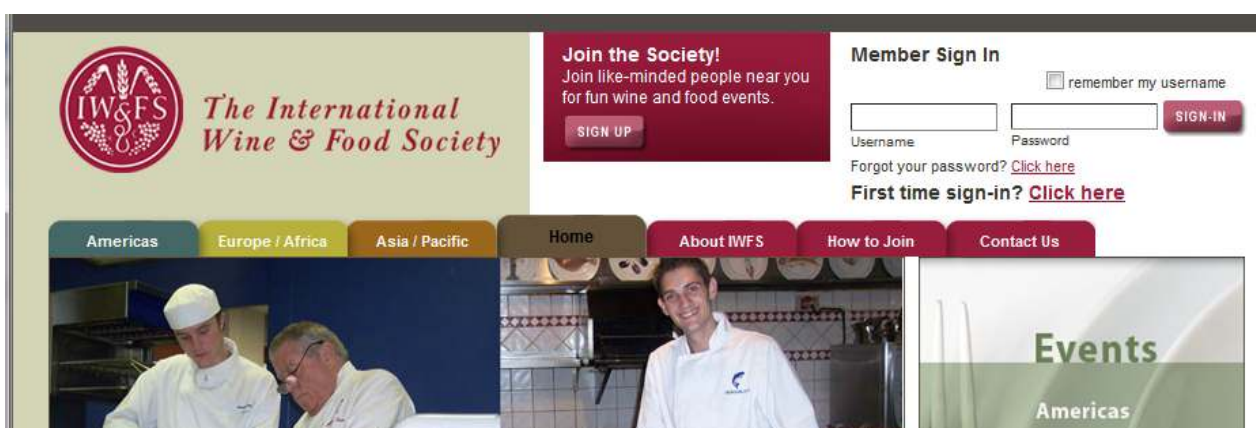 IW&FS
The International
Wine & Food Society
Join the Society!
Join like-minded people near you
for fun wine and food events.
SIGN UP
Member Sign In
remember my username
SIGN-IN
Username Password
Forgot your password? Click here
First time sign-in? Click here
Americas Europe / Africa Asia / Pacific Home About IWFS How to Join Contact Us
Events
Americas